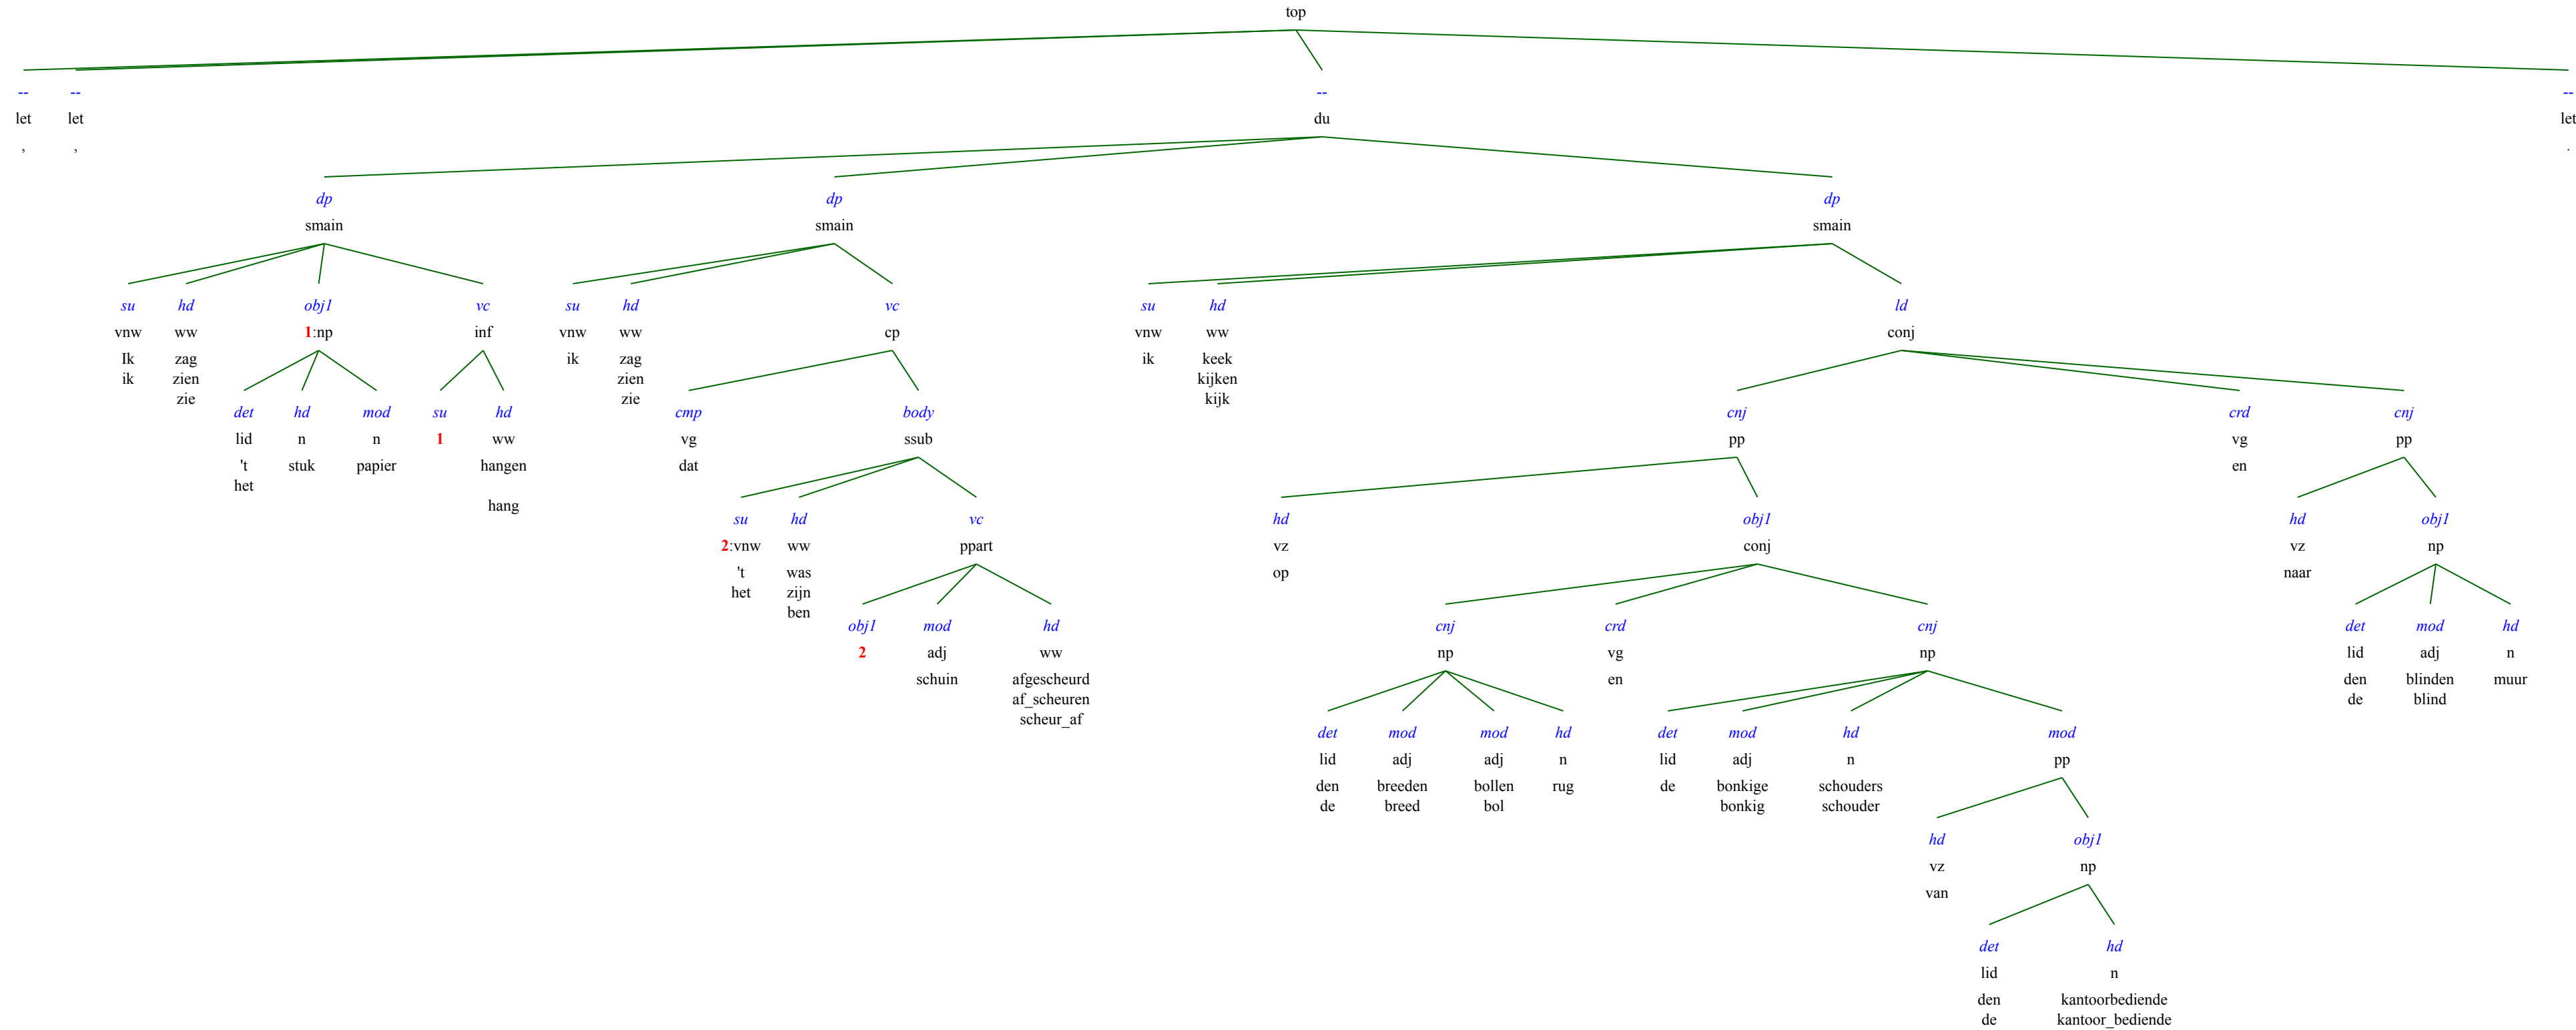 top
-- -- -- --
let let du let
, , .
dp dp dp
smain smain smain
su hd obj1 vc su hd vc su hd ld
vnw ww 1:np inf vnw ww cp vnw ww conj
Ik zag ik zag ik keek
ik zien zien kijken
zie zie kijk
det hd mod su hd cmp body cnj crd cnj
lid n n 1 ww vg ssub pp vg pp
't stuk papier hangen dat en
het
hang
su hd vc hd obj1 hd obj1
2:vnw ww ppart vz conj vz np
't was op naar
het zijn
ben
obj1 mod hd cnj crd cnj det mod hd
2 adj ww np vg np lid adj n
schuin afgescheurd en den blinden muur
af_scheuren de blind
scheur_af
det mod mod hd det mod hd mod
lid adj adj n lid adj n pp
den breeden bollen rug de bonkige schouders
de breed bol bonkig schouder
hd obj1
vz np
van
det hd
lid n
den kantoorbediende
de kantoor_bediende